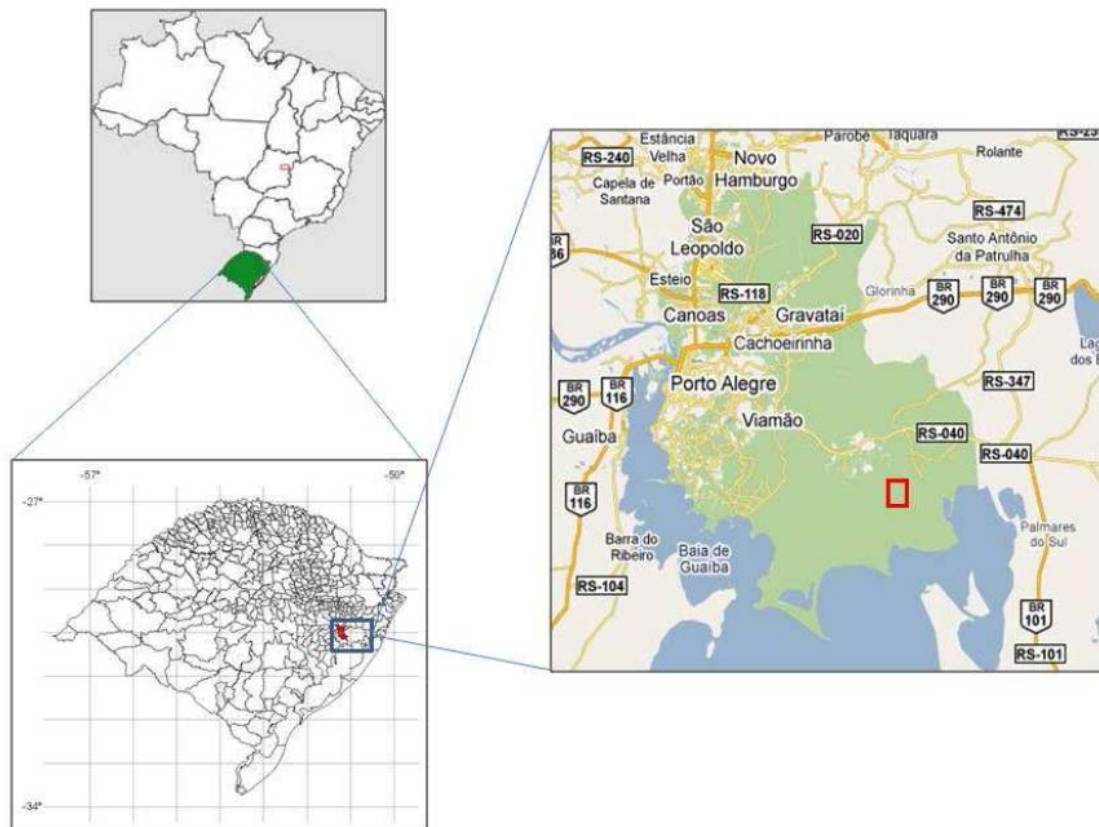 Estância
Velha
Parobé
Taquara
RS-240
Novo
Hamburgo
Rolante
Capela de
Santana
Portão
RS-474
São
Leopoldo
RS-020
Santo Antônio
da Patrulha
Esteio
RS-118
Glorinha
BR
290
BR
290
BR
290
Canoas
Gravataí
Cachoeirinha
Porto Alegre
RS-347
BR
290
BR
116
Viamão
Guaíba
RS-040
RS-040
BR
116
Barra do
Ribeiro
Baia de
Guaíba
Palmares
do Sul
RS-104
BR
101
RS-101
-57°
-27°
-34°